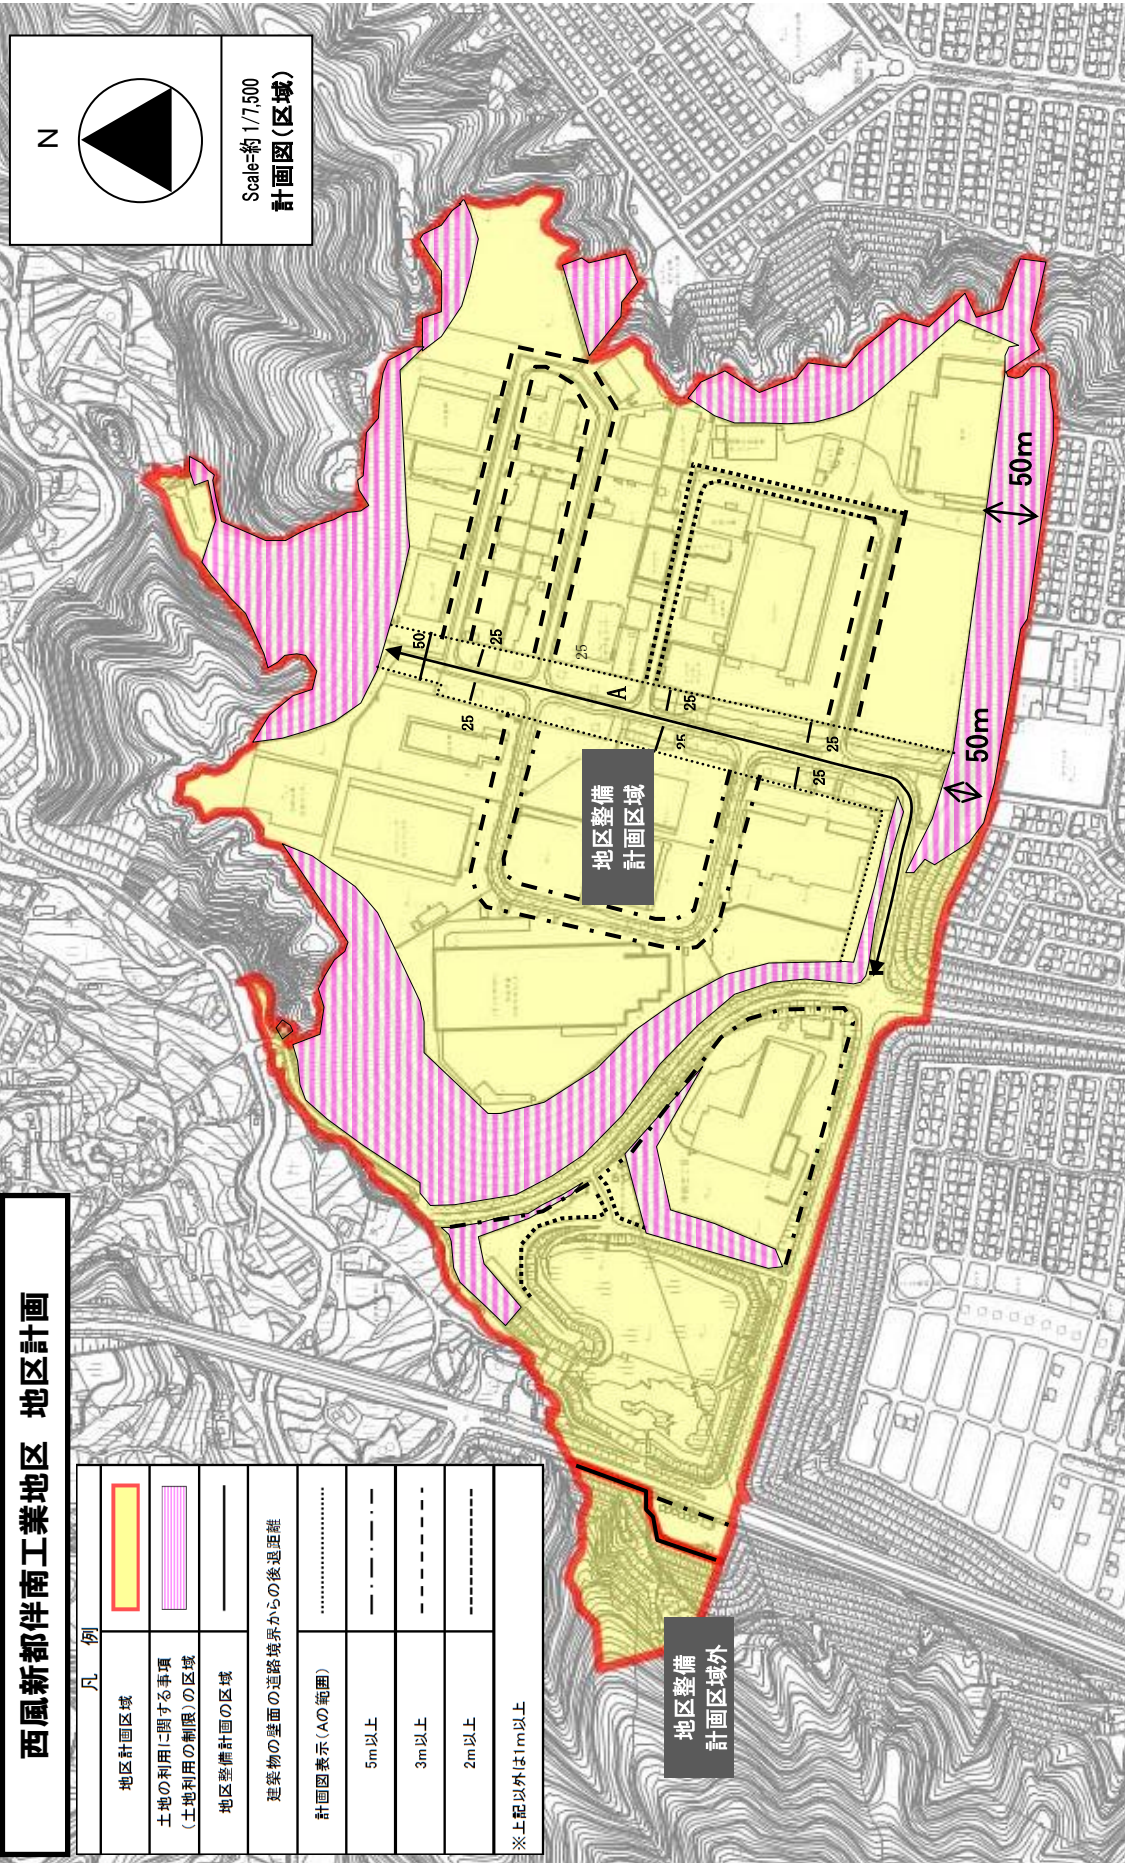 西風新都伴南工業地区 地区計画
N
Scale=約 1/7,500
計画図(区域)
凡 例
地区計画区域
土地の利用に関する事項
(土地利用の制限)の区域
地区整備計画の区域
建築物の壁面の道路境界からの後退距離
計画図表示(Aの範囲)
5m以上
3m以上
2m以上
※上記以外は1m以上
地区整備
計画区域
地区整備
計画区域外
50
25
25
25
A
25
25
25
25
50m
50m